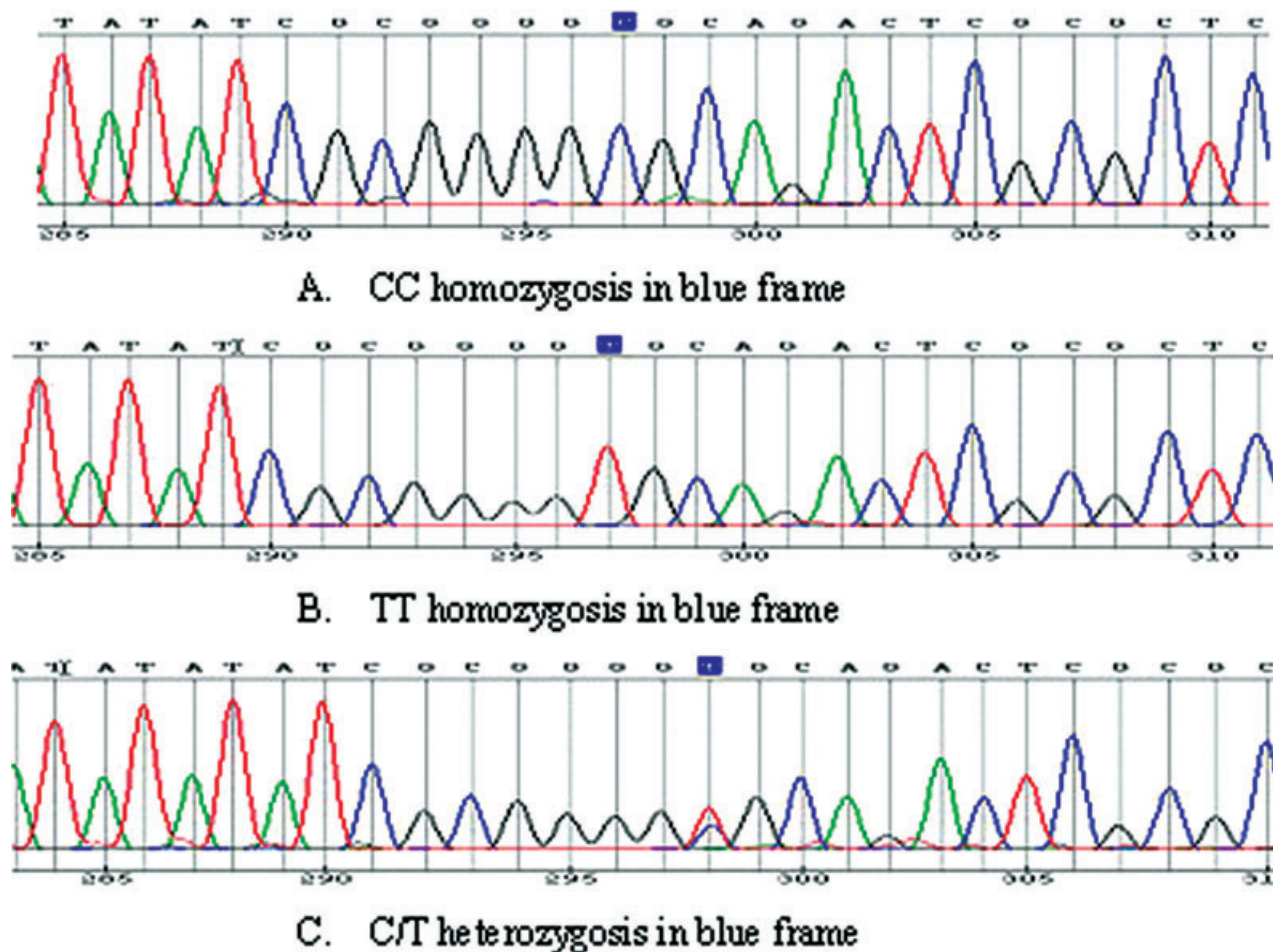 T A T A T C G C G G G G C G C A G A C T C G C G C T C
285 290 295 300 305 310
A. CC homozygosis in blue frame
T A T A T C G C G G G G T G C A G A C T C G C G C T C
285 290 295 300 305 310
B. TT homozygosis in blue frame
A T A T A T A T C G C G G G G T G C A G A C T C G C G C
285 290 295 300 305 31
C. C/T heterozygosis in blue frame